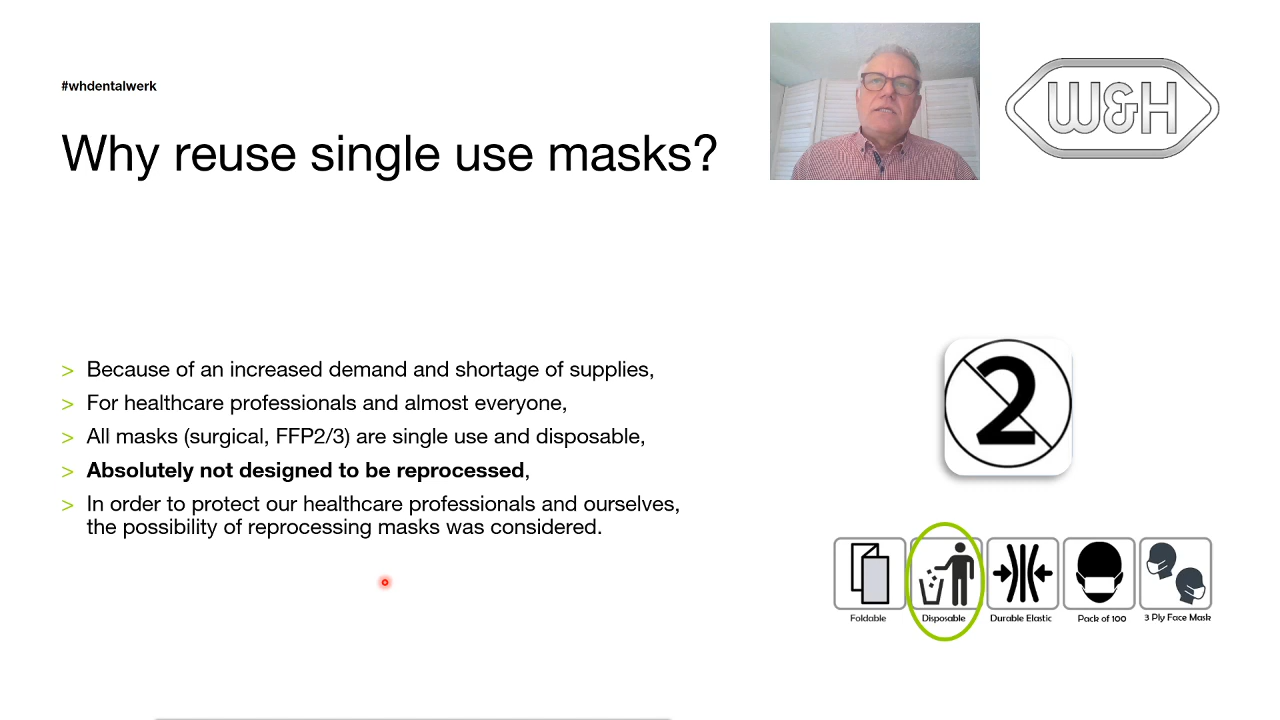 #whdentalwerk
W&H
Why reuse single use masks?
> Because of an increased demand and shortage of supplies,
> For healthcare professionals and almost everyone,
> All masks (surgical, FFP2/3) are single use and disposable,
> Absolutely not designed to be reprocessed,
> In order to protect our healthcare professionals and ourselves,
the possibility of reprocessing masks was considered.
2
Foldable
Disposable
Durable Elastic
Pack of 100
3 Ply Face Mask